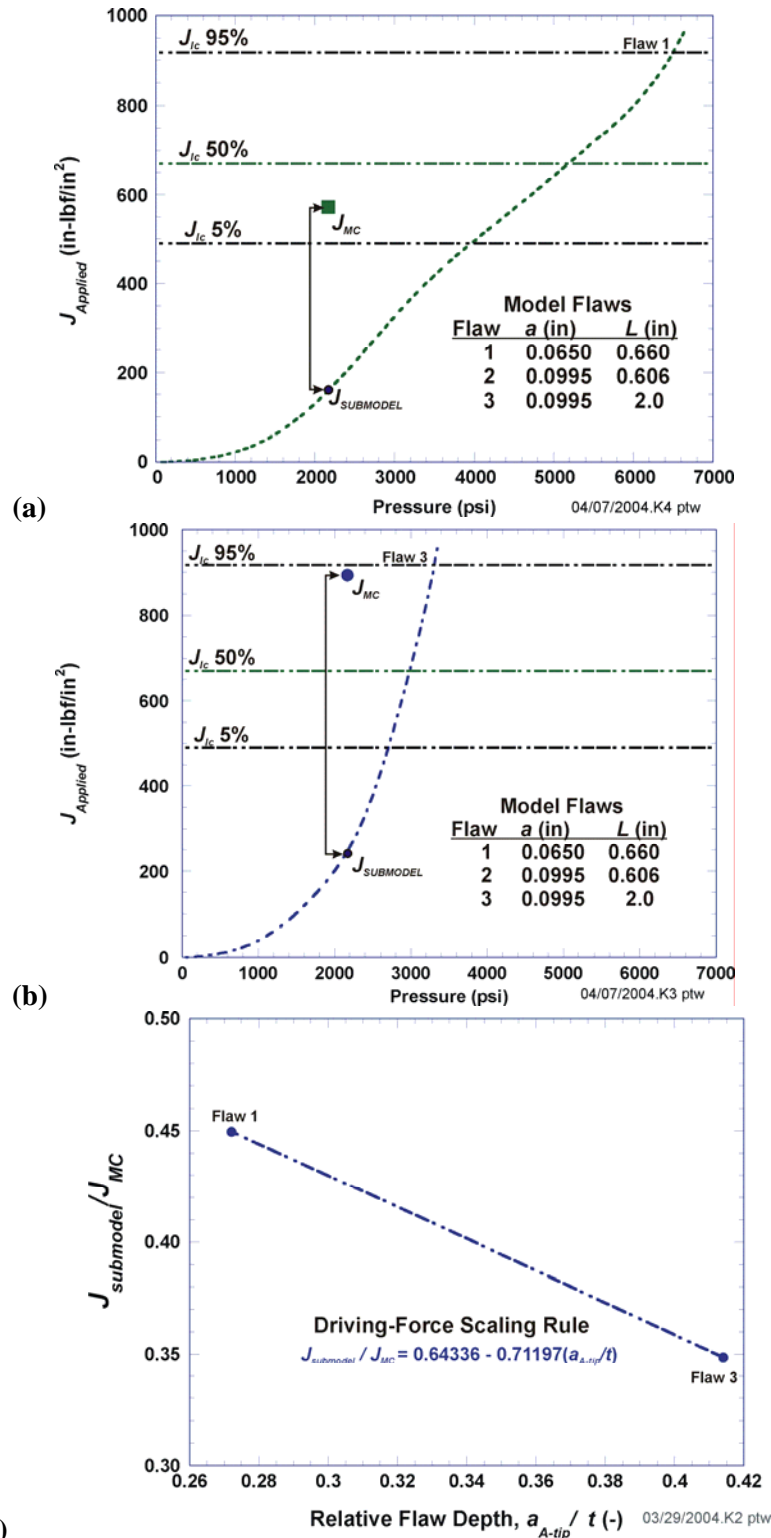 1000
J_Ic 95%
Flaw 1
800
J_Ic 50%
600
J_MC
J_Ic 5%
J_Applied (in-lbf/in²)
400
Model Flaws
Flaw a (in) L (in)
1 0.0650 0.660
2 0.0995 0.606
3 0.0995 2.0
200
J_SUBMODEL
0
0 1000 2000 3000 4000 5000 6000 7000
(a)
Pressure (psi)
04/07/2004.K4 ptw
1000
J_Ic 95%
Flaw 3
J_MC
800
J_Ic 50%
600
J_Ic 5%
J_Applied (in-lbf/in²)
400
Model Flaws
Flaw a (in) L (in)
1 0.0650 0.660
2 0.0995 0.606
3 0.0995 2.0
200
J_SUBMODEL
0
0 1000 2000 3000 4000 5000 6000 7000
(b)
Pressure (psi)
04/07/2004.K3 ptw
0.50
Flaw 1
0.45
J_submodel/J_MC
0.40
Driving-Force Scaling Rule
J_submodel / J_MC = 0.64336 - 0.71197(a_A-tip/t)
0.35
Flaw 3
0.30
0.26 0.28 0.3 0.32 0.34 0.36 0.38 0.4 0.42
Relative Flaw Depth, a_A-tip / t (-)
03/29/2004.K2 ptw
)